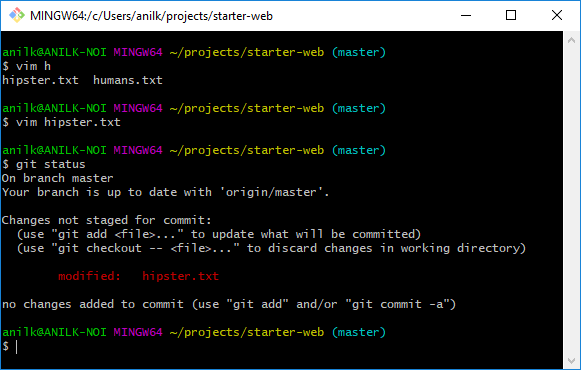 MINGW64:/c/Users/anilk/projects/starter-web
anilk@ANILK-NOI MINGW64 ~/projects/starter-web (master)
$ vim h
hipster.txt  humans.txt
anilk@ANILK-NOI MINGW64 ~/projects/starter-web (master)
$ vim hipster.txt
anilk@ANILK-NOI MINGW64 ~/projects/starter-web (master)
$ git status
On branch master
Your branch is up to date with 'origin/master'.
Changes not staged for commit:
  (use "git add <file>..." to update what will be committed)
  (use "git checkout -- <file>..." to discard changes in working directory)
        modified:   hipster.txt
no changes added to commit (use "git add" and/or "git commit -a")
anilk@ANILK-NOI MINGW64 ~/projects/starter-web (master)
$